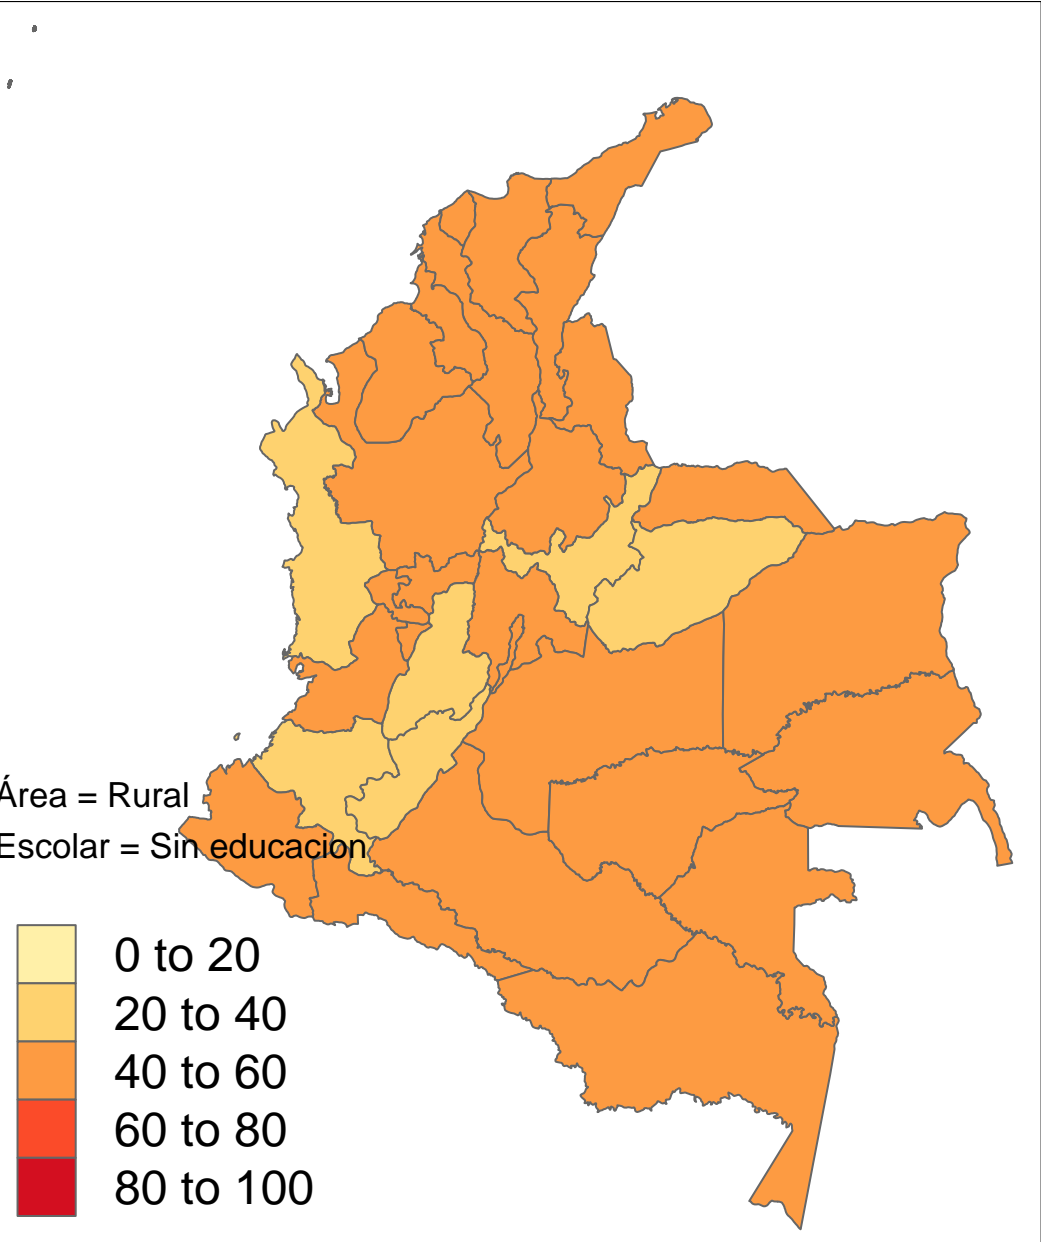 Área = Rural
Escolar = Sin educacion
0 to 20
20 to 40
40 to 60
60 to 80
80 to 100